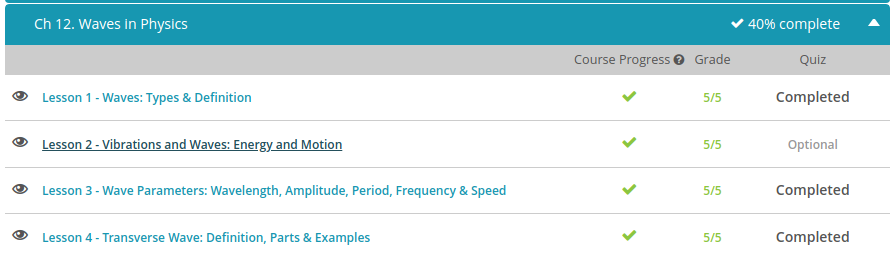 Ch 12. Waves in Physics 40% complete
Course Progress ? Grade Quiz
Lesson 1 - Waves: Types & Definition 5/5 Completed
Lesson 2 - Vibrations and Waves: Energy and Motion 5/5 Optional
Lesson 3 - Wave Parameters: Wavelength, Amplitude, Period, Frequency & Speed 5/5 Completed
Lesson 4 - Transverse Wave: Definition, Parts & Examples 5/5 Completed